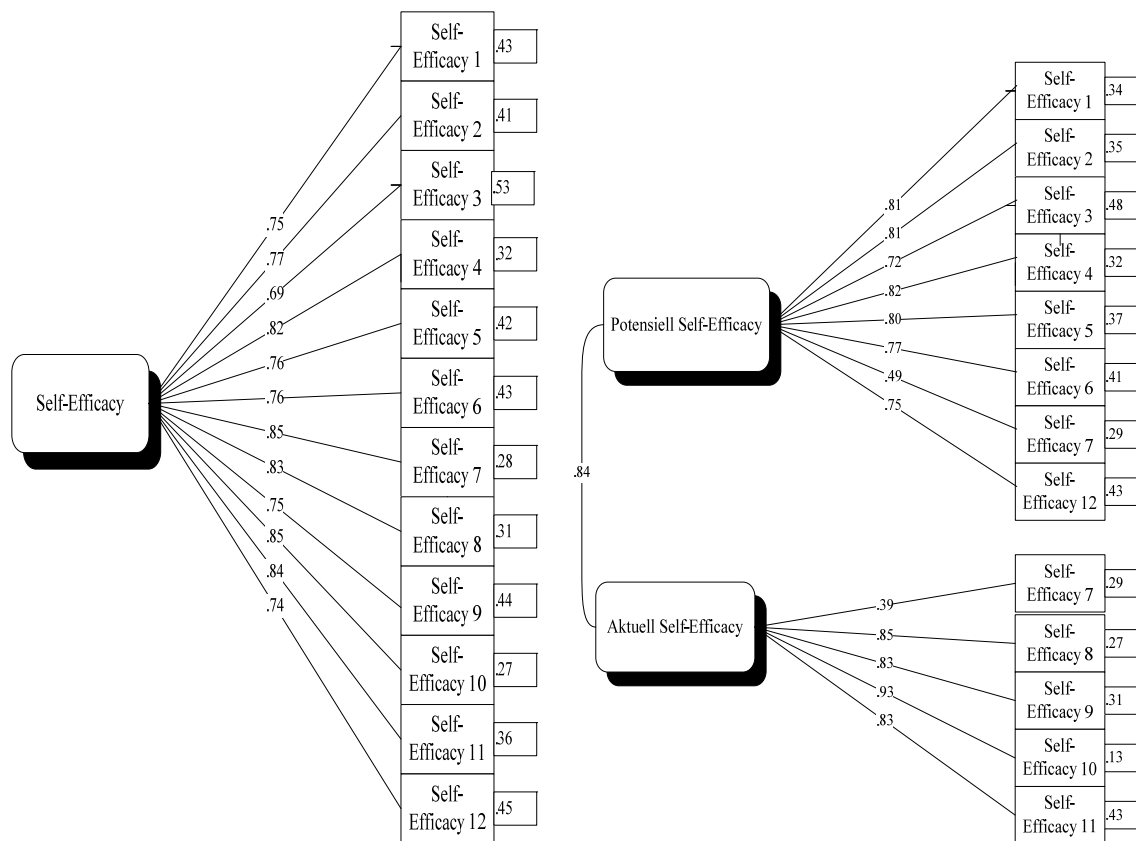 Self-Efficacy
.75
.77
.69
.82
.76
.76
.85
.83
.75
.85
.84
.74
Self-
Efficacy 1
.43
Self-
Efficacy 2
.41
Self-
Efficacy 3
.53
Self-
Efficacy 4
.32
Self-
Efficacy 5
.42
Self-
Efficacy 6
.43
Self-
Efficacy 7
.28
Self-
Efficacy 8
.31
Self-
Efficacy 9
.44
Self-
Efficacy 10
.27
Self-
Efficacy 11
.36
Self-
Efficacy 12
.45
.84
Potensiell Self-Efficacy
.81
.81
.72
.82
.80
.77
.49
.75
Self-
Efficacy 1
.34
Self-
Efficacy 2
.35
Self-
Efficacy 3
.48
Self-
Efficacy 4
.32
Self-
Efficacy 5
.37
Self-
Efficacy 6
.41
Self-
Efficacy 7
.29
Self-
Efficacy 12
.43
Aktuell Self-Efficacy
.39
.85
.83
.93
.83
Self-
Efficacy 7
.29
Self-
Efficacy 8
.27
Self-
Efficacy 9
.31
Self-
Efficacy 10
.13
Self-
Efficacy 11
.43